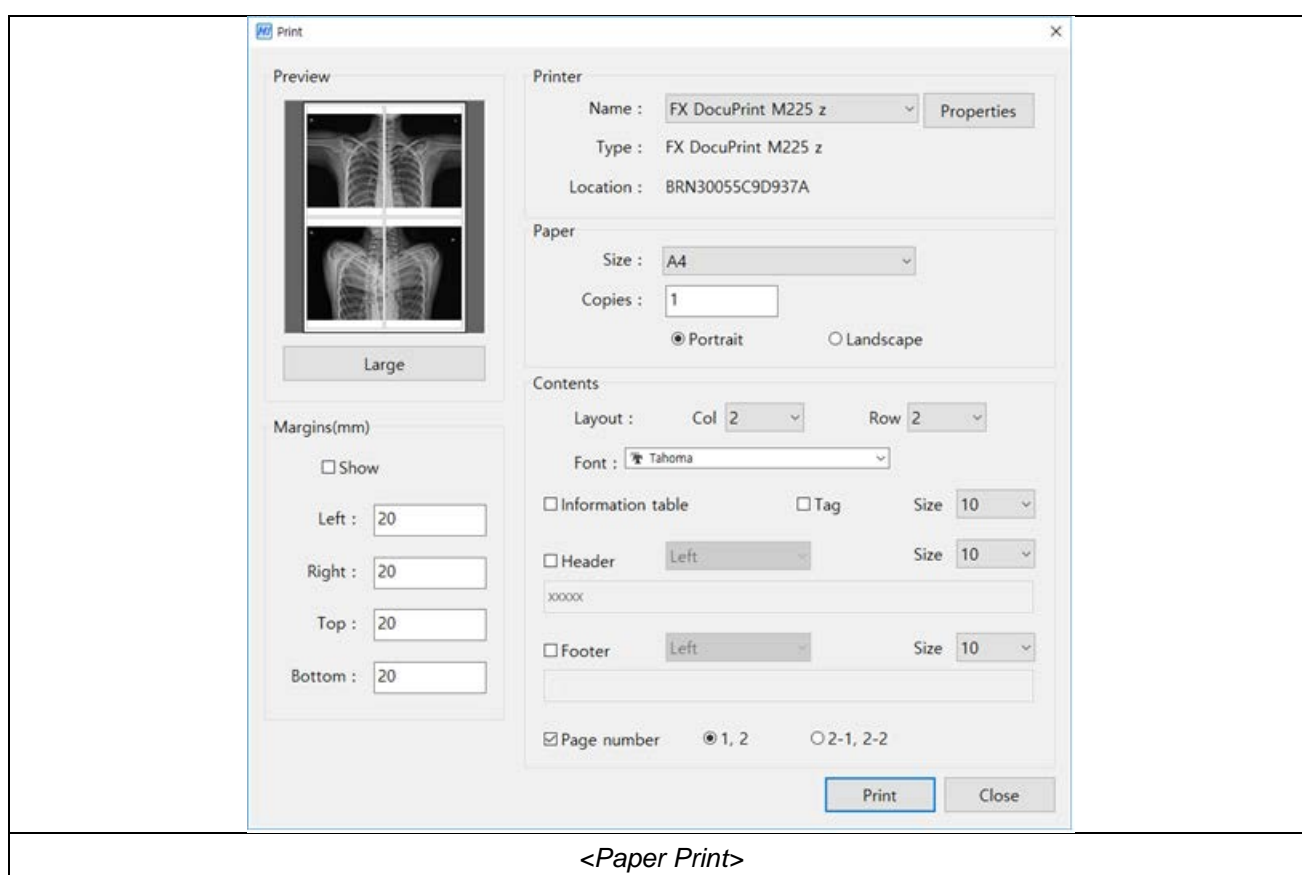 Print
Preview
Large
Margins(mm)
Show
Left : 20
Right : 20
Top : 20
Bottom : 20
Printer
Name : FX DocuPrint M225 z Properties
Type : FX DocuPrint M225 z
Location : BRN30055C9D937A
Paper
Size : A4
Copies : 1
Portrait Landscape
Contents
Layout : Col 2 Row 2
Font : Tahoma
Information table Tag Size 10
Header Left Size 10
xxxxx
Footer Left Size 10
Page number 1, 2 2-1, 2-2
Print Close
<Paper Print>